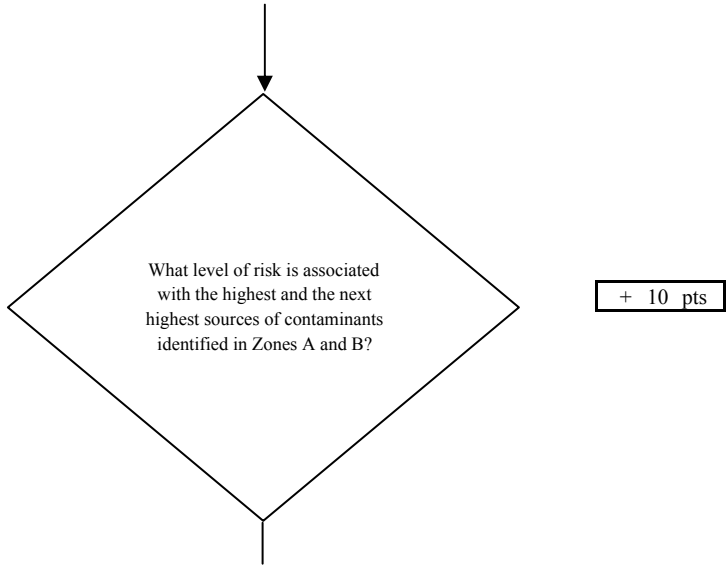 What level of risk is associated
with the highest and the next
highest sources of contaminants
identified in Zones A and B?
+ 10 pts